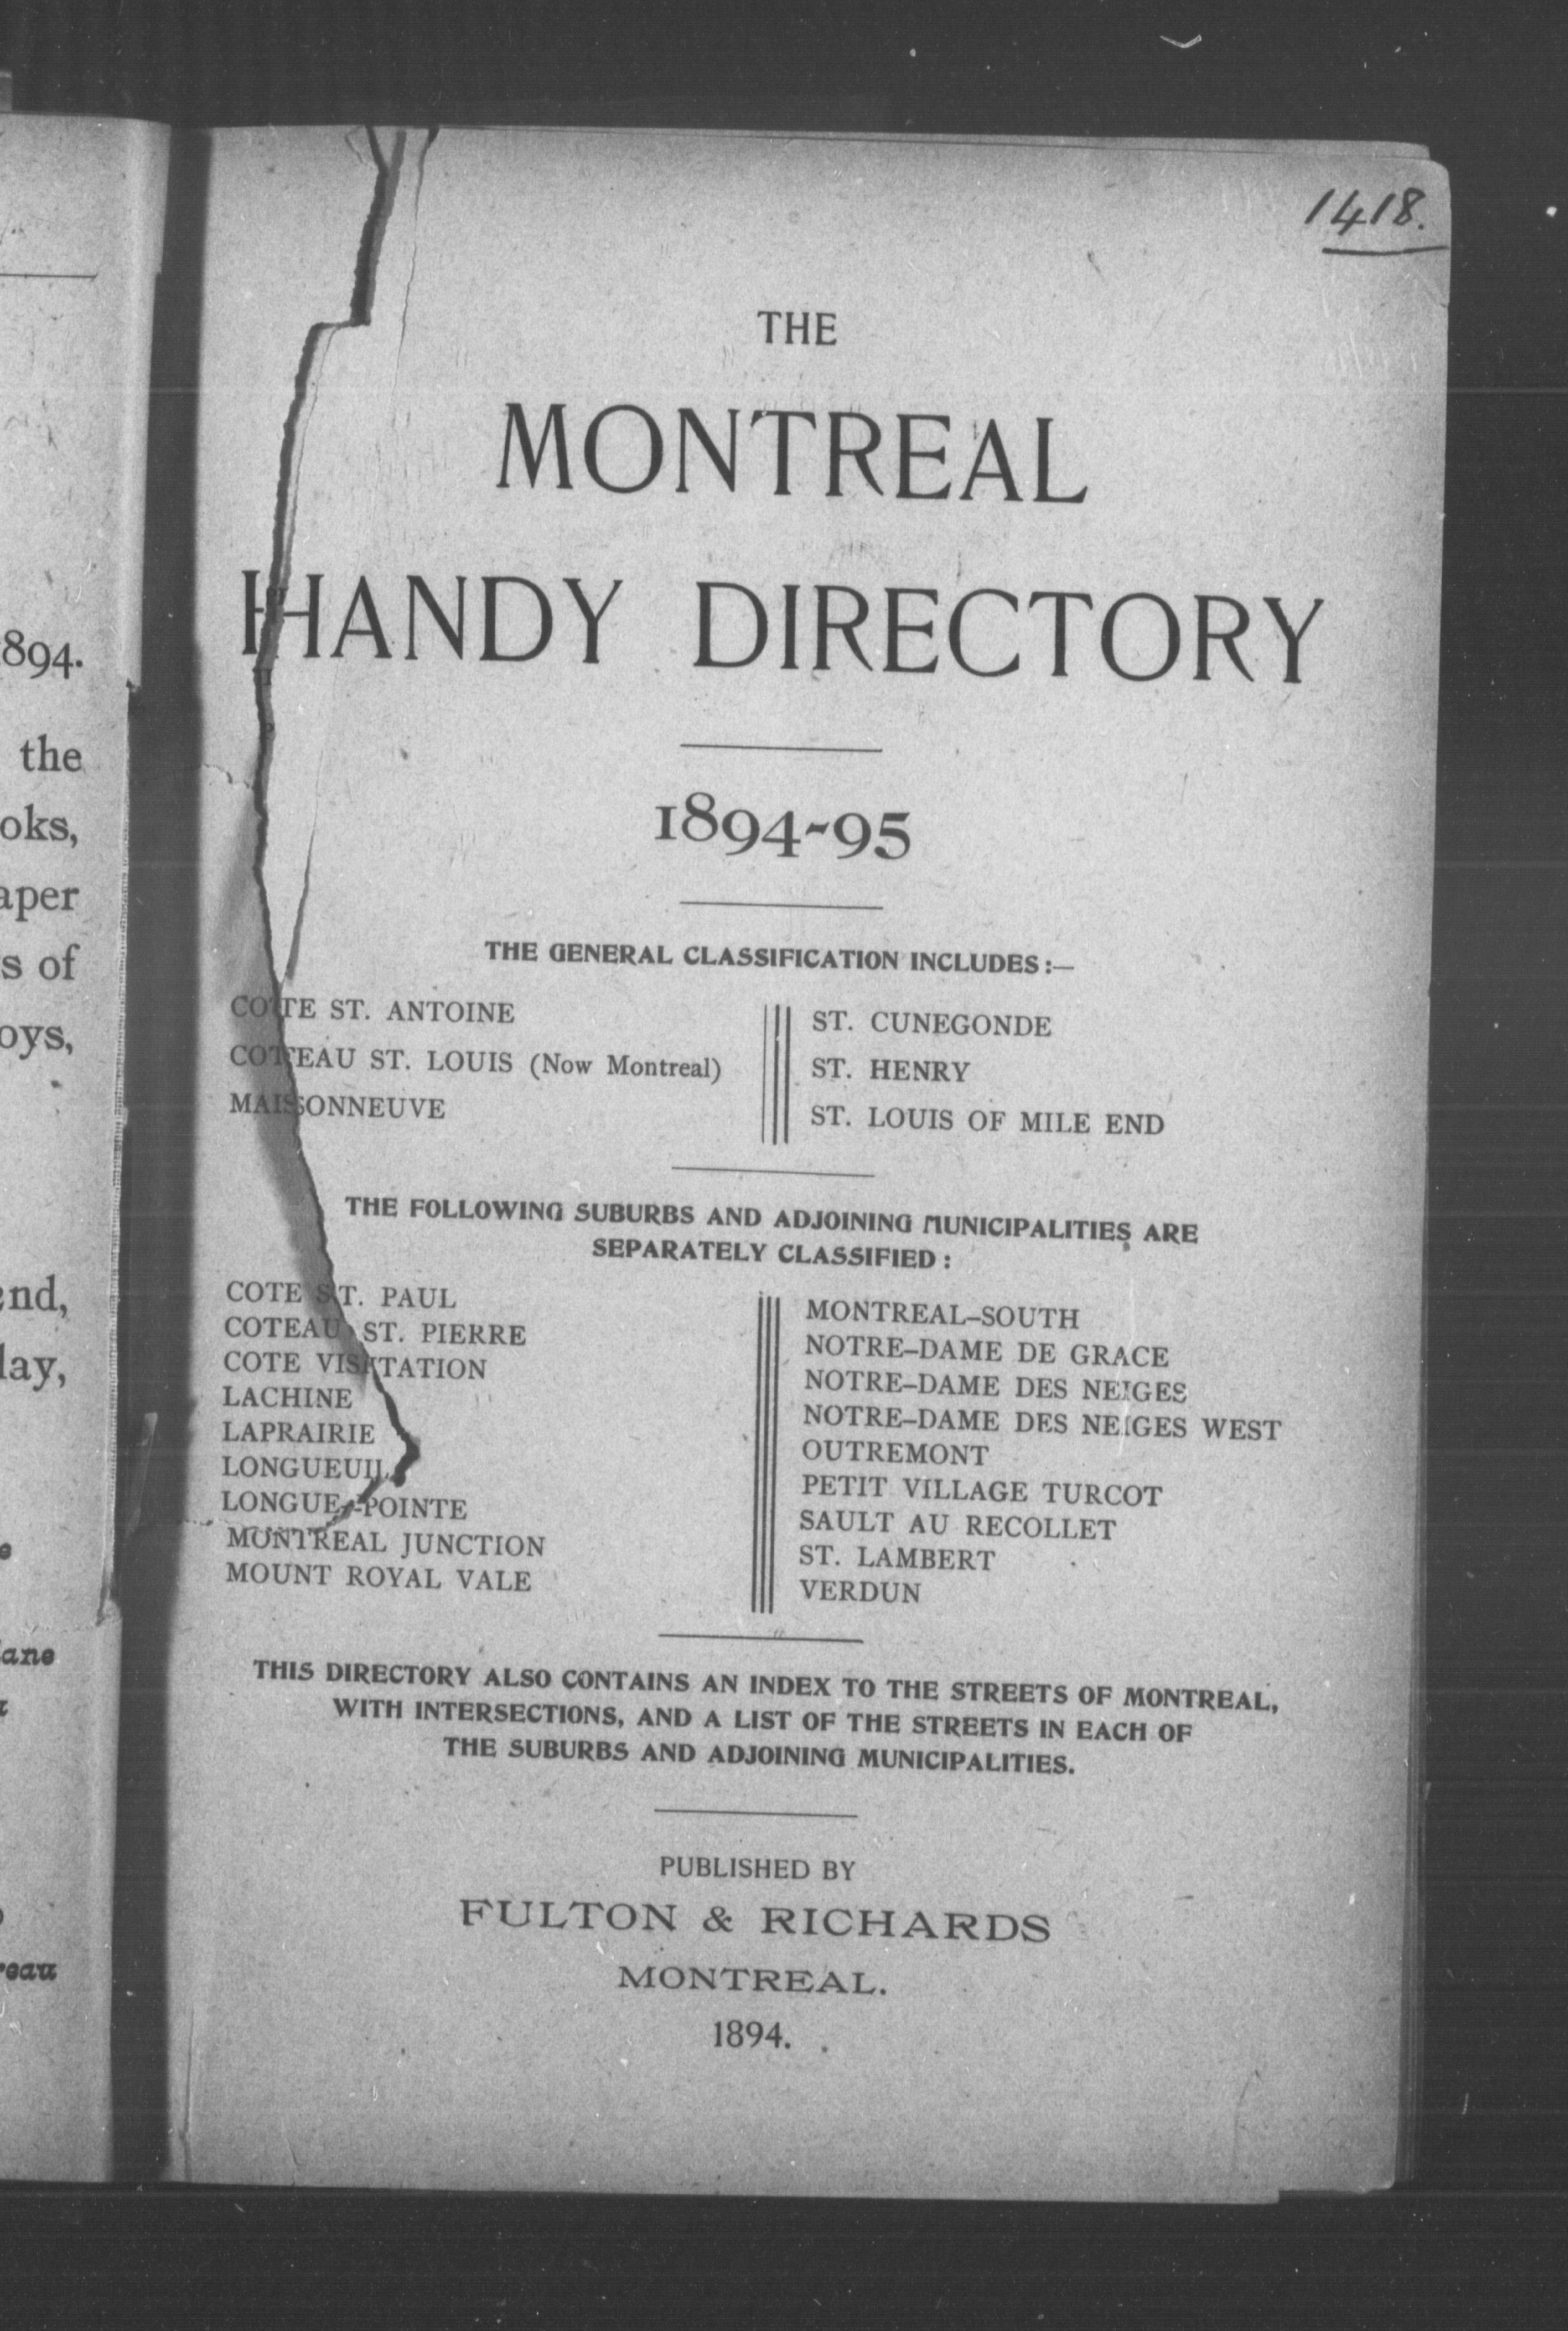 1418.
THE
MONTREAL
HANDY DIRECTORY
1894-95
THE GENERAL CLASSIFICATION INCLUDES:—
COTE ST. ANTOINE
COTEAU ST. LOUIS (Now Montreal)
MAISONNEUVE
ST. CUNEGONDE
ST. HENRY
ST. LOUIS OF MILE END
THE FOLLOWING SUBURBS AND ADJOINING MUNICIPALITIES ARE
SEPARATELY CLASSIFIED:
COTE ST. PAUL
COTEAU ST. PIERRE
COTE VISITATION
LACHINE
LAPRAIRIE
LONGUEUIL
LONGUE-POINTE
MONTREAL JUNCTION
MOUNT ROYAL VALE
MONTREAL-SOUTH
NOTRE-DAME DE GRACE
NOTRE-DAME DES NEIGES
NOTRE-DAME DES NEIGES WEST
OUTREMONT
PETIT VILLAGE TURCOT
SAULT AU RECOLLET
ST. LAMBERT
VERDUN
THIS DIRECTORY ALSO CONTAINS AN INDEX TO THE STREETS OF MONTREAL,
WITH INTERSECTIONS, AND A LIST OF THE STREETS IN EACH OF
THE SUBURBS AND ADJOINING MUNICIPALITIES.
PUBLISHED BY
FULTON & RICHARDS
MONTREAL.
1894.